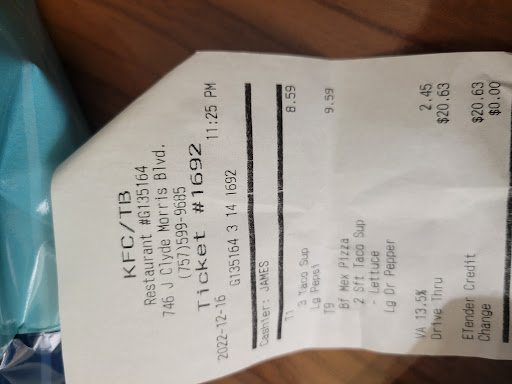 KFC/TB
Restaurant #G135164
746 J Clyde Morris Blvd.
(757)599-9685
Ticket #1692
2022-12-16 11:25 PM
G135164 3 14 1692
Cashier: JAMES
T1 8.59
3 Taco Sup
Lg Pepsi
T9 9.59
Bf Mex Pizza
2 Sft Taco Sup
- Lettuce
Lg Dr Pepper
VA 13.5% 2.45
Drive Thru $20.63
ETender Credit $20.63
Change $0.00